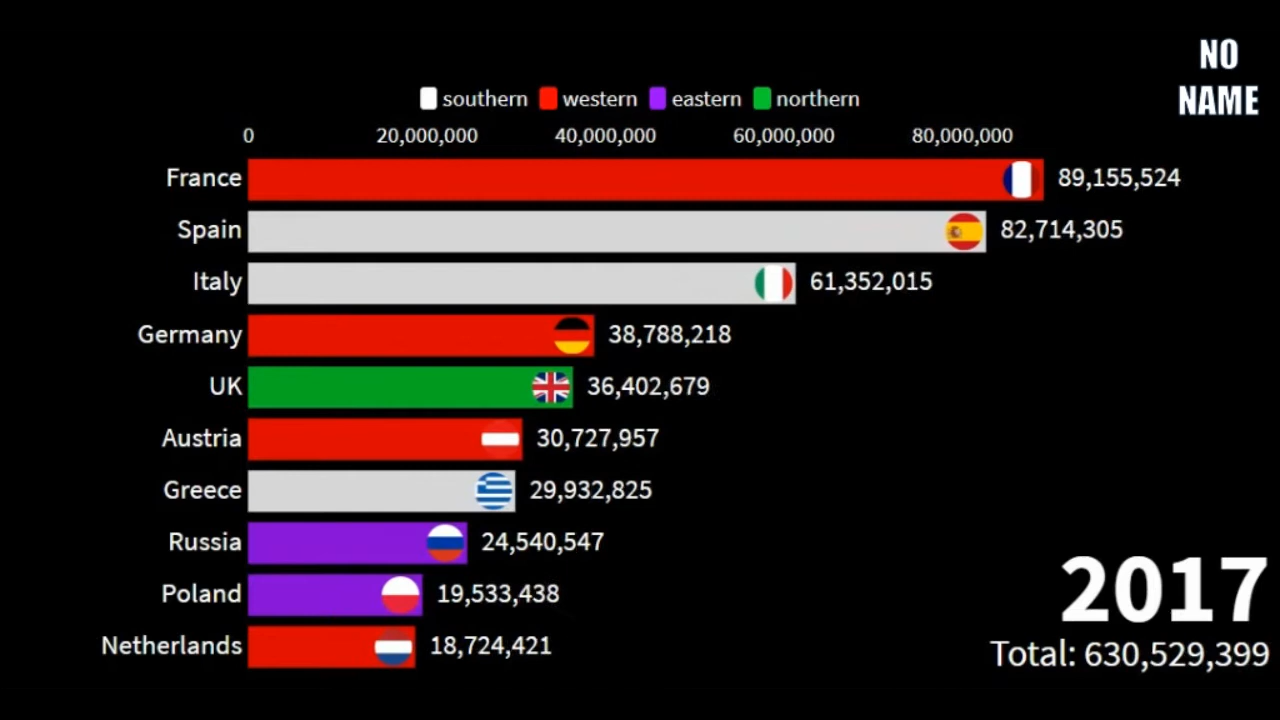 NO
NAME
southern western eastern northern
0 20,000,000 40,000,000 60,000,000 80,000,000
France 89,155,524
Spain 82,714,305
Italy 61,352,015
Germany 38,788,218
UK 36,402,679
Austria 30,727,957
Greece 29,932,825
Russia 24,540,547
Poland 19,533,438
Netherlands 18,724,421
2017
Total: 630,529,399